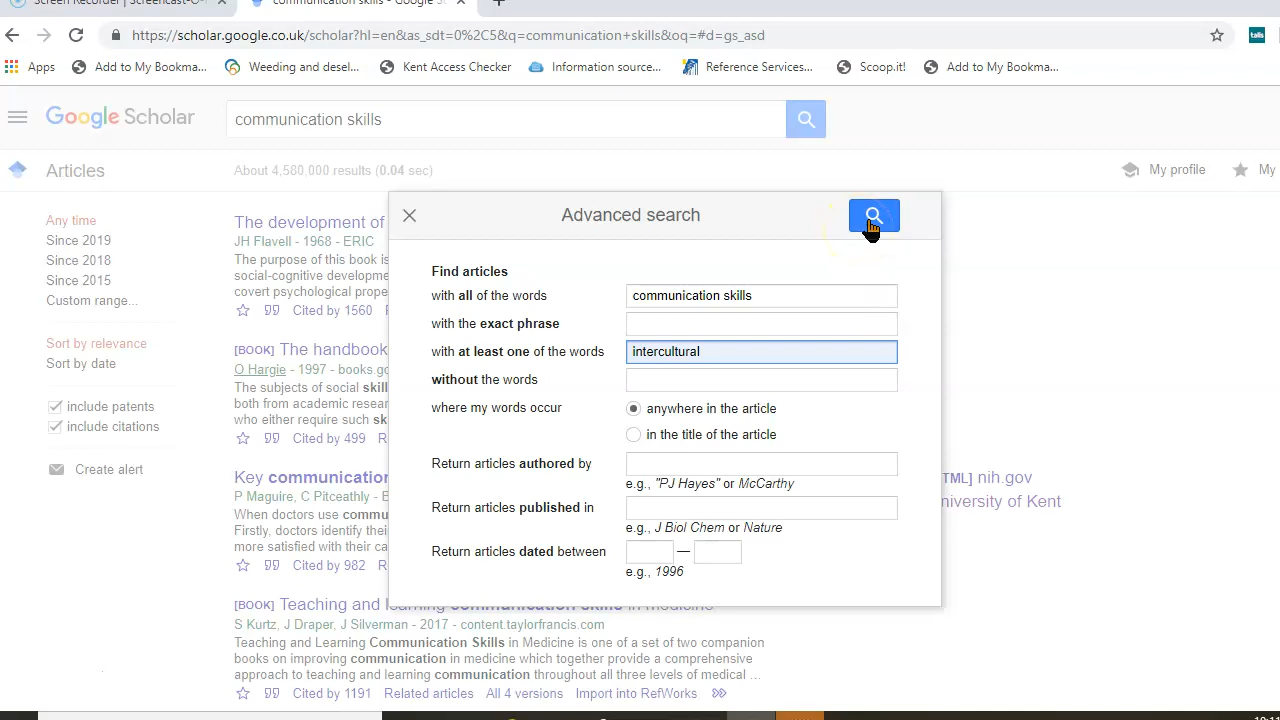 Screen Recorder | Screencast-O-
communication skills - Google S
https://scholar.google.co.uk/scholar?hl=en&as_sdt=0%2C5&q=communication+skills&oq=#d=gs_asd
talis
Apps Add to My Bookma... Weeding and desel... Kent Access Checker Information source... Reference Services... Scoop.it! Add to My Bookma...
Google Scholar
communication skills
Articles
About 4,580,000 results (0.04 sec)
My profile
My
Any time
Since 2019
Since 2018
Since 2015
Custom range...
Sort by relevance
Sort by date
include patents
include citations
Create alert
The development of
JH Flavell - 1968 - ERIC
The purpose of this book is
social-cognitive developme
covert psychological prope
Cited by 1560
[BOOK] The handbook
O Hargie - 1997 - books.go
The subjects of social skill
both from academic resear
who either require such sk
Cited by 499 R
Key communication
P Maguire, C Pitceathly - B
When doctors use commu
Firstly, doctors identify thei
more satisfied with their ca
Cited by 982 R
TML] nih.gov
niversity of Kent
[BOOK] Teaching and learning communication skills in medicine
S Kurtz, J Draper, J Silverman - 2017 - content.taylorfrancis.com
Teaching and Learning Communication Skills in Medicine is one of a set of two companion
books on improving communication in medicine which together provide a comprehensive
approach to teaching and learning communication throughout all three levels of medical ...
Cited by 1191 Related articles All 4 versions Import into RefWorks
Advanced search
Find articles
with all of the words communication skills
with the exact phrase
with at least one of the words intercultural
without the words
where my words occur anywhere in the article
in the title of the article
Return articles authored by
e.g., "PJ Hayes" or McCarthy
Return articles published in
e.g., J Biol Chem or Nature
Return articles dated between —
e.g., 1996